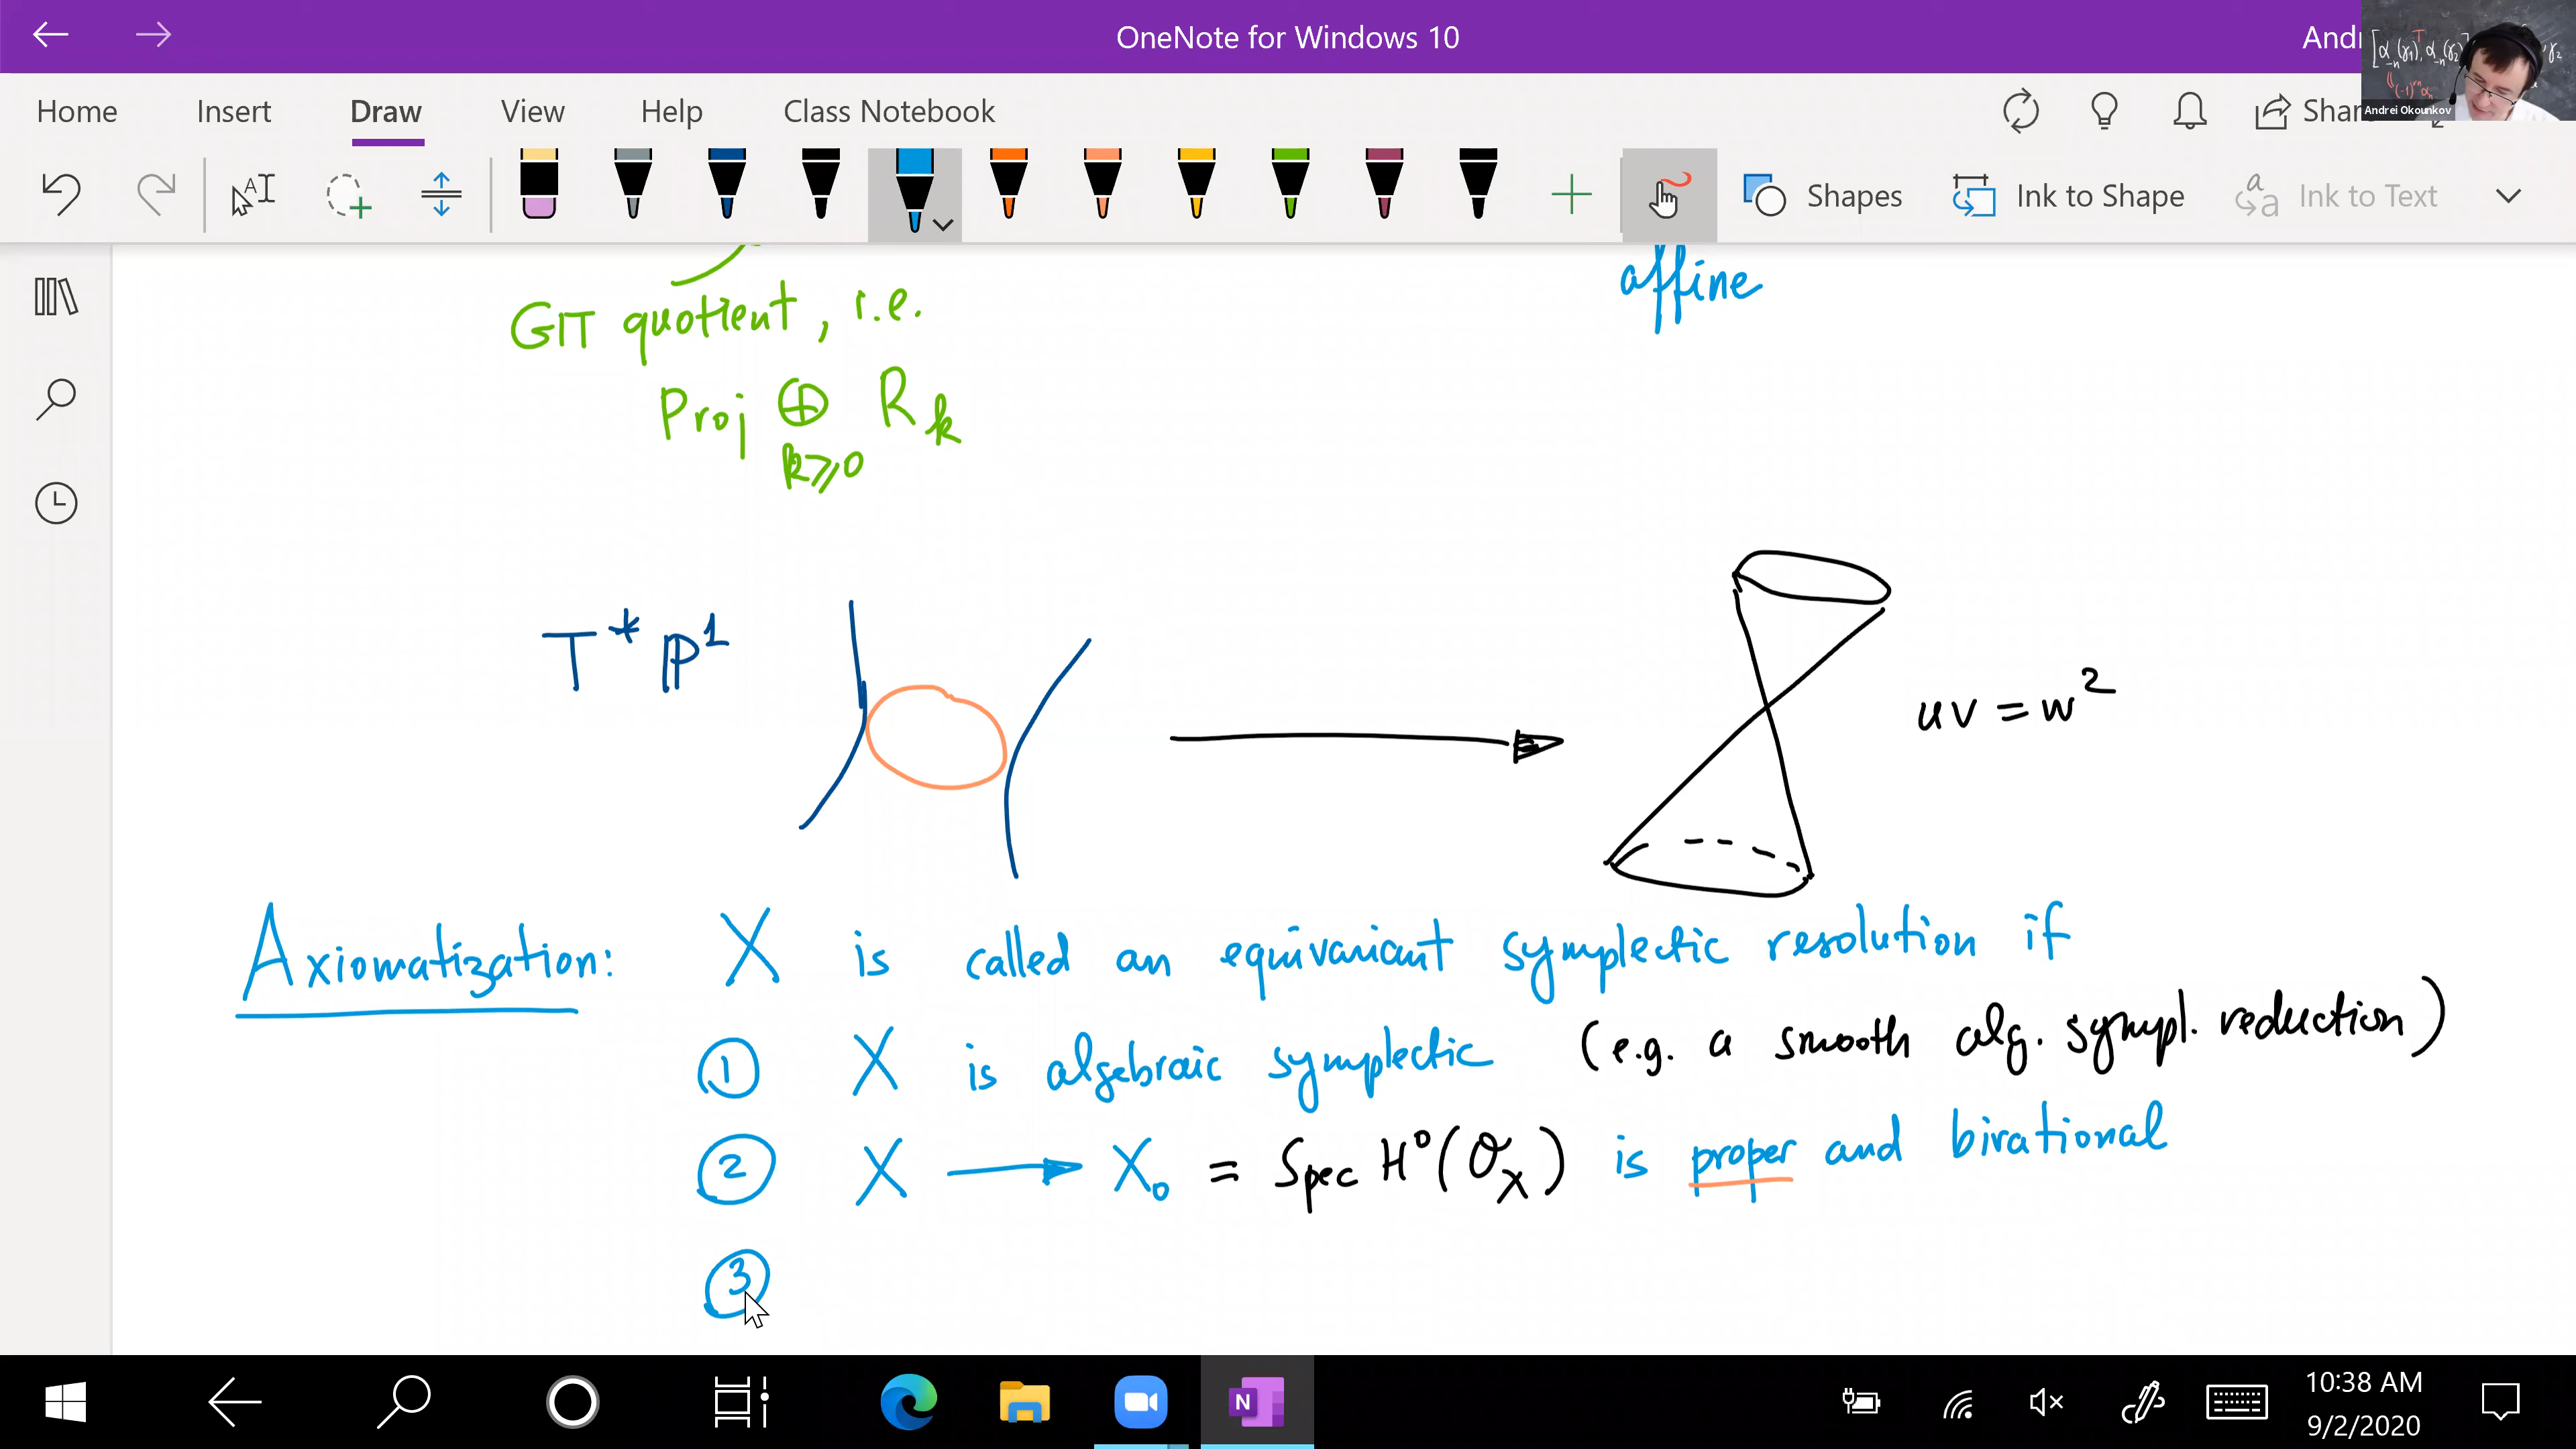 OneNote for Windows 10
Andr
Home Insert Draw View Help Class Notebook Shar
Andrei Okounkov
Shapes Ink to Shape Ink to Text
affine
GIT quotient, i.e.
Proj ⊕ R_k
k⩾0
T*ℙ¹
uv = w²
Axiomatization: X is called an equivariant symplectic resolution if
① X is algebraic symplectic (e.g. a smooth alg. sympl. reduction)
② X → X₀ = Spec H⁰(𝒪_X) is proper and birational
③
10:38 AM
9/2/2020